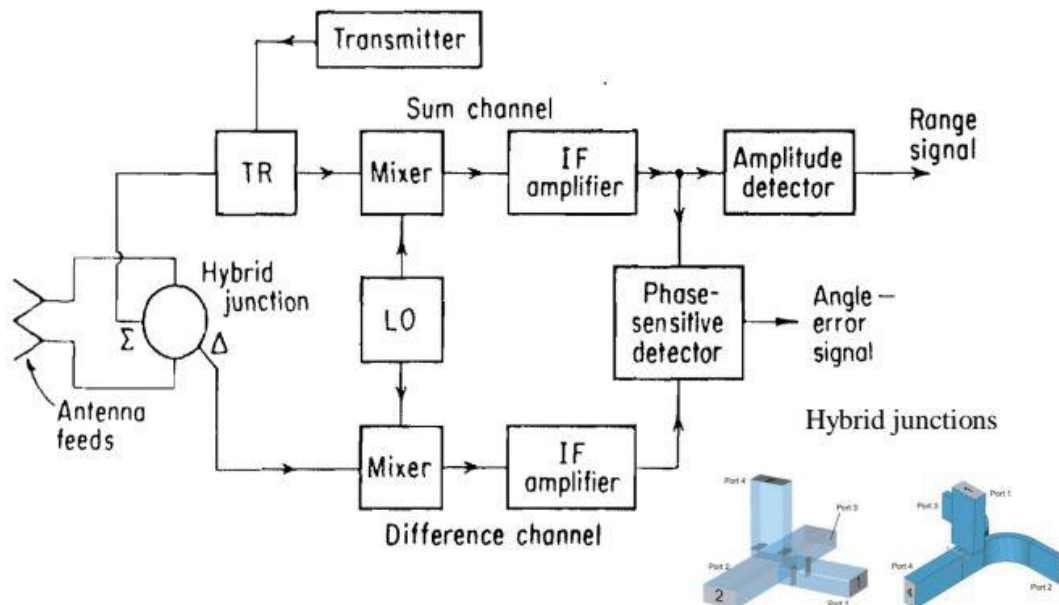 Transmitter
Sum channel
TR
Mixer
IF
amplifier
Amplitude
detector
Range
signal
Hybrid
junction
Σ
Δ
LO
Phase-
sensitive
detector
Angle-
error
signal
Antenna
feeds
Mixer
IF
amplifier
Difference channel
Hybrid junctions
Port 4
Port 3
Port 2
2
1
Port 1
1
Port 1
Port 3
Port 4
Port 2